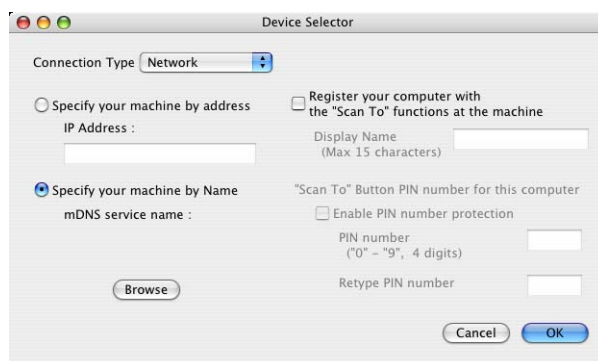 Device Selector
Connection Type Network
Specify your machine by address
IP Address :
Specify your machine by Name
mDNS service name :
Browse
Register your computer with
the "Scan To" functions at the machine
Display Name
(Max 15 characters)
"Scan To" Button PIN number for this computer
Enable PIN number protection
PIN number
("0" - "9", 4 digits)
Retype PIN number
Cancel OK